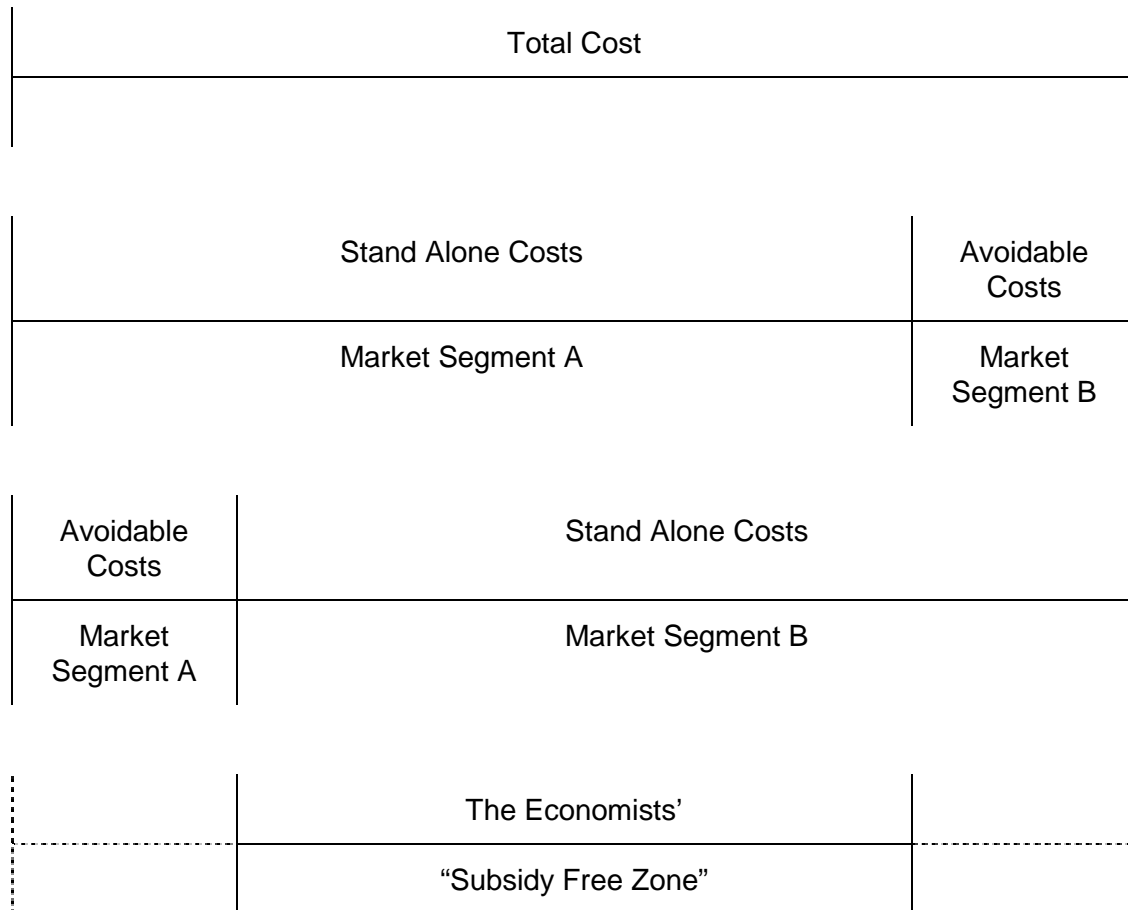 Total Cost
Stand Alone Costs
Avoidable
Costs
Market Segment A
Market
Segment B
Avoidable
Costs
Stand Alone Costs
Market
Segment A
Market Segment B
The Economists’
“Subsidy Free Zone”